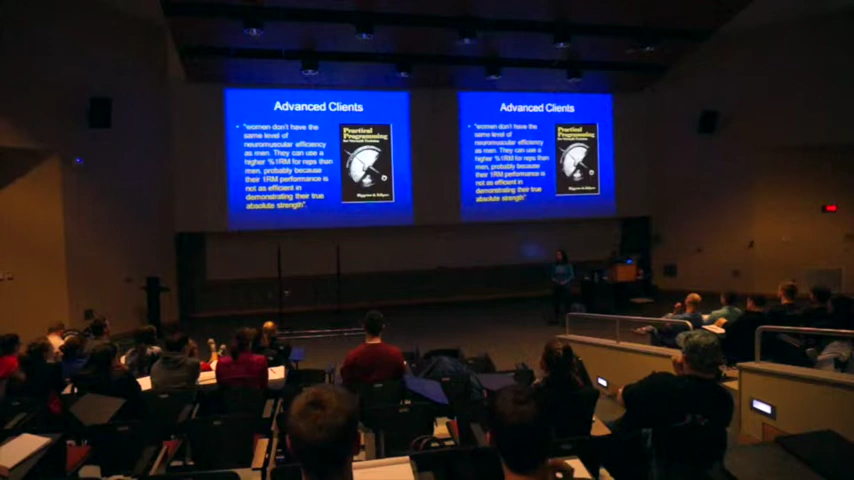 Advanced Clients
• "women don't have the
same level of
neuromuscular efficiency
as men. They can use a
higher %1RM for reps than
men, probably because
their 1RM performance is
not as efficient in
demonstrating their true
absolute strength".
Practical
Programming
Advanced Clients
• "women don't have the
same level of
neuromuscular efficiency
as men. They can use a
higher %1RM for reps than
men, probably because
their 1RM performance is
not as efficient in
demonstrating their true
absolute strength"
Practical
Programming